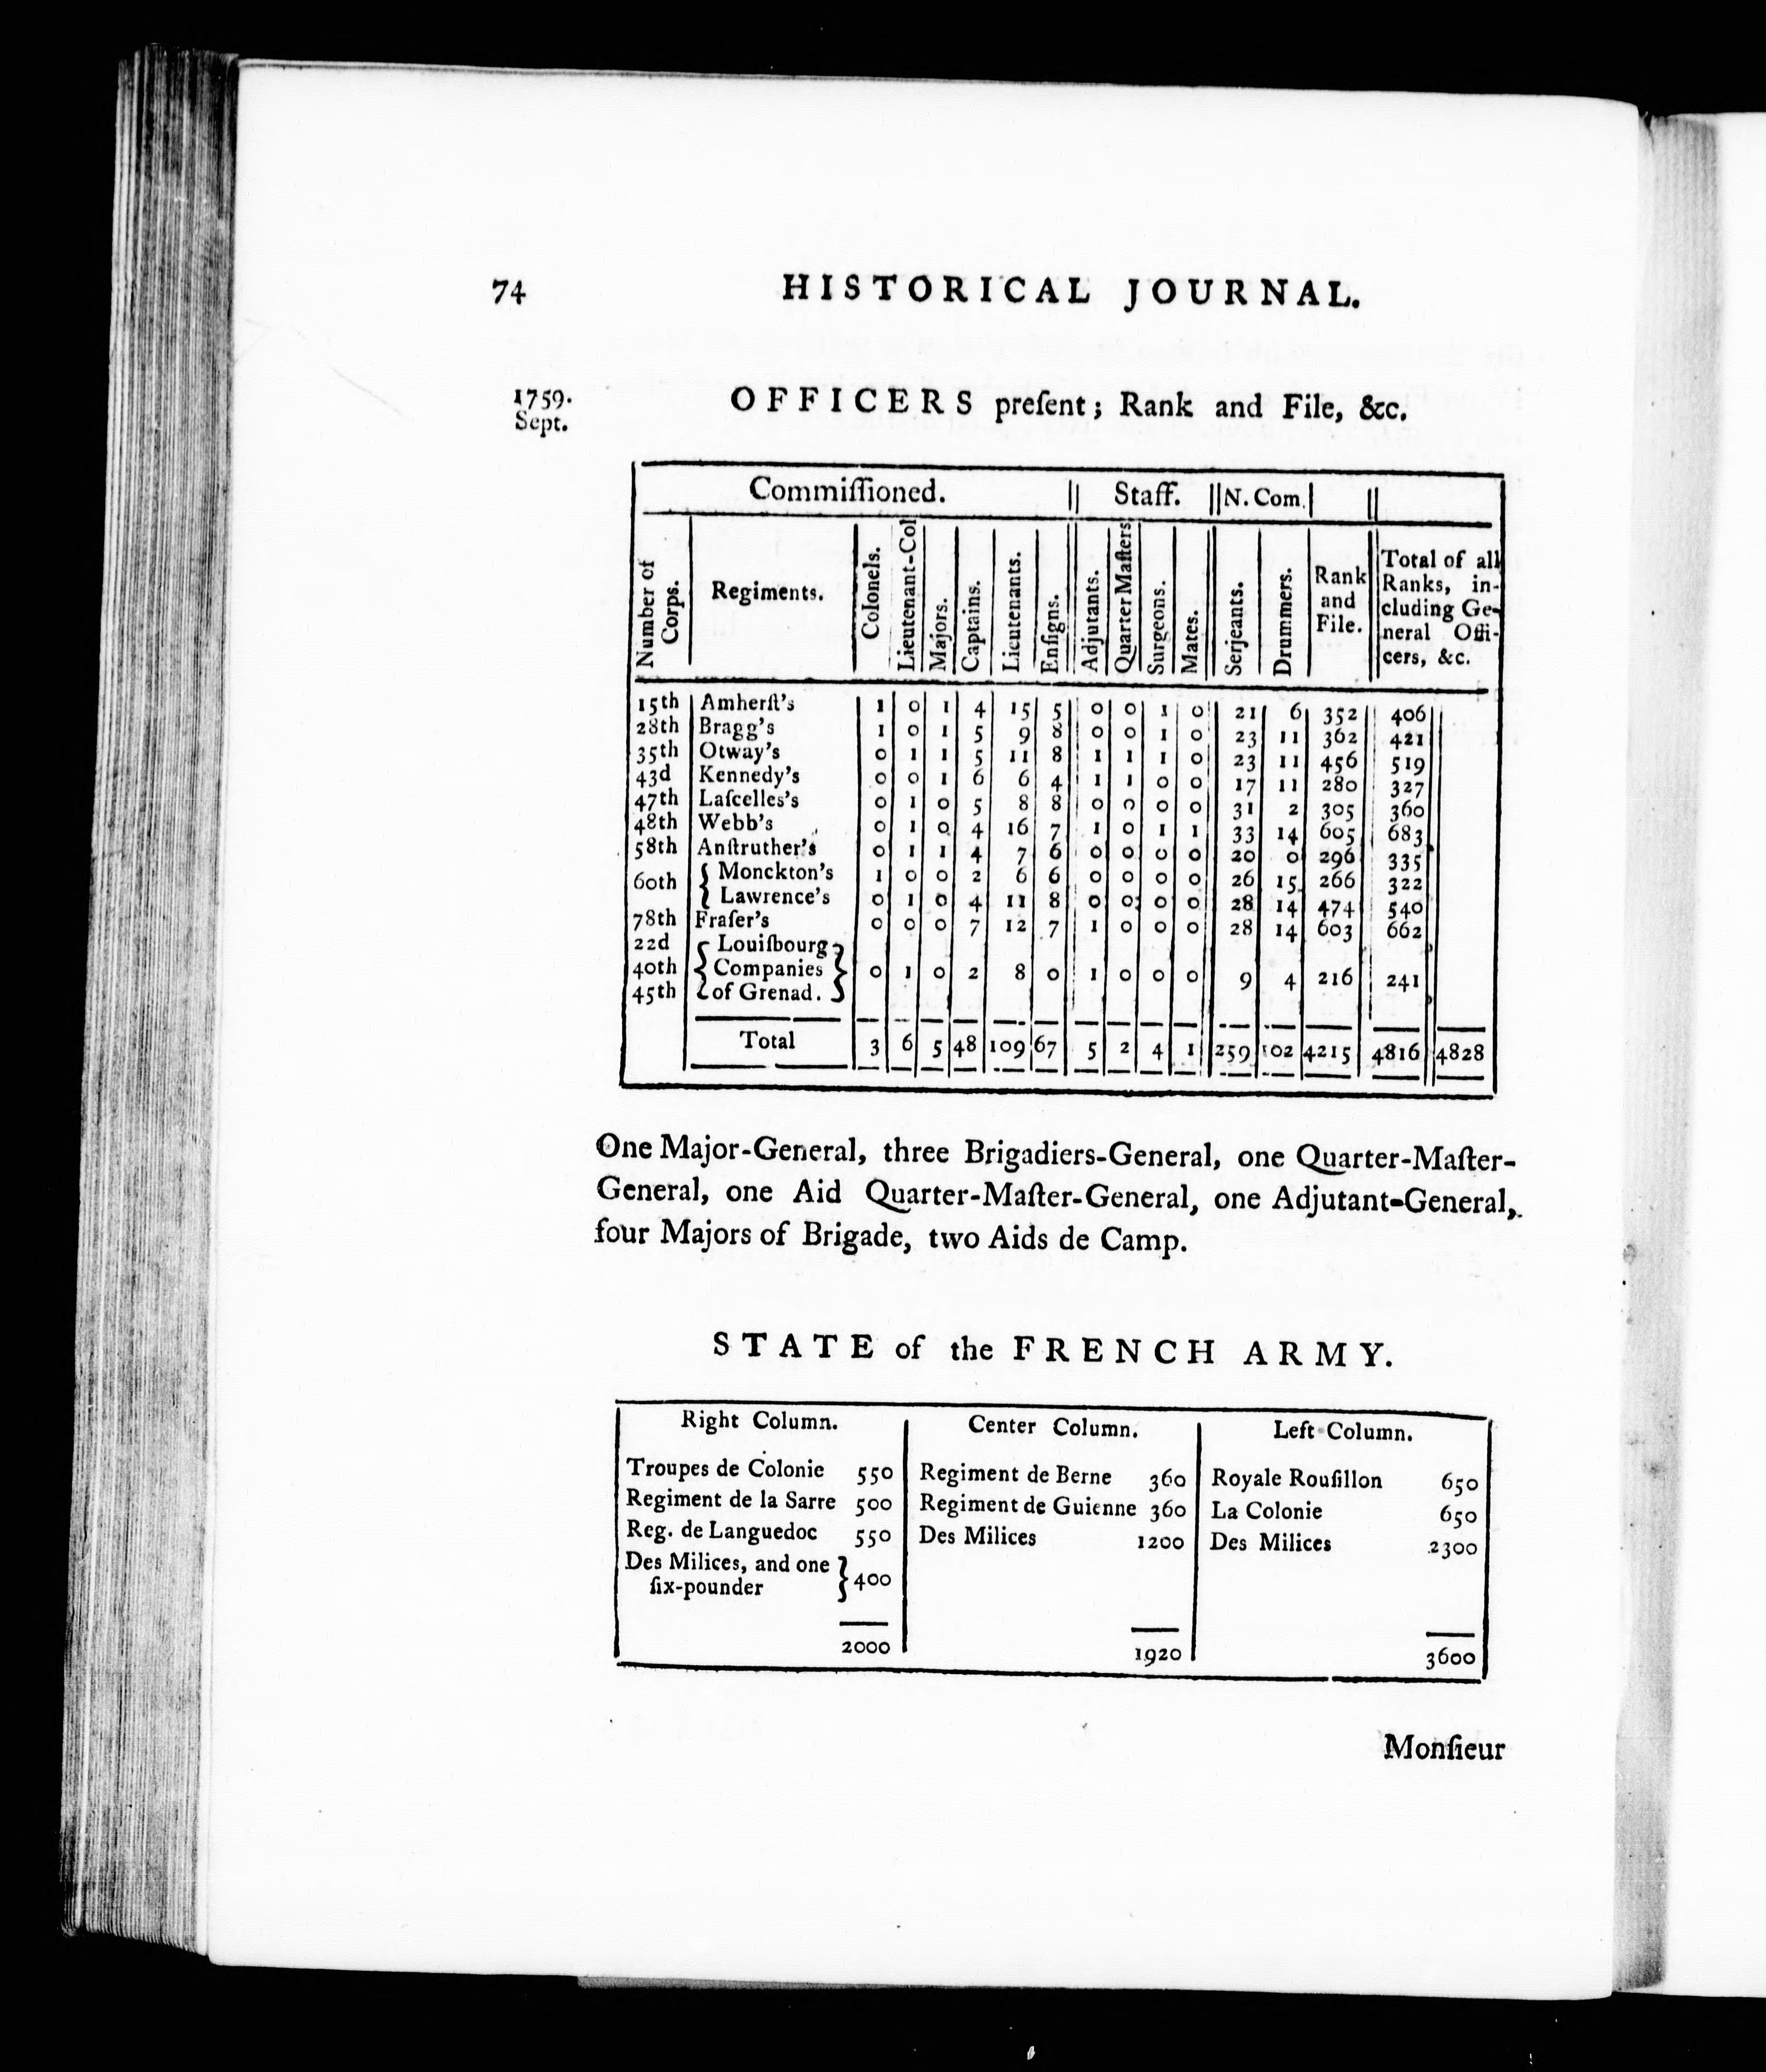 74 HISTORICAL JOURNAL.
1759. OFFICERS preſent; Rank and File, &c.
Sept.
Commiſſioned. Staff. N. Com.
Number of Corps. Regiments. Colonels. Lieutenant-Col Majors. Captains. Lieutenants. Enſigns. Adjutants. Quarter Maſters Surgeons. Mates. Serjeants. Drummers. Rank and File. Total of all Ranks, including General Officers, &c.
15th Amherſt's 1 0 1 4 15 5 0 0 1 0 21 6 352 406
28th Bragg's 1 0 1 5 9 8 0 0 1 0 23 11 362 421
35th Otway's 0 1 1 5 11 8 1 1 1 0 23 11 456 519
43d Kennedy's 0 0 1 6 6 4 1 1 0 0 17 11 280 327
47th Laſcelles's 0 1 0 5 8 8 0 0 0 0 31 2 305 360
48th Webb's 0 1 0 4 16 7 1 0 1 1 33 14 605 683
58th Anſtruther's 0 1 1 4 7 6 0 0 0 0 20 0 296 335
60th { Monckton's 1 0 0 2 6 6 0 0 0 0 26 15 266 322
{ Lawrence's 0 1 0 4 11 8 0 0 0 0 28 14 474 540
78th Fraſer's 0 0 0 7 12 7 1 0 0 0 28 14 603 662
22d { Louiſbourg }
40th { Companies } 0 1 0 2 8 0 1 0 0 0 9 4 216 241
45th { of Grenad. }
Total 3 6 5 48 109 67 5 2 4 1 259 102 4215 4816 4828
One Major-General, three Brigadiers-General, one Quarter-Maſter-
General, one Aid Quarter-Maſter-General, one Adjutant-General,
four Majors of Brigade, two Aids de Camp.
STATE of the FRENCH ARMY.
Right Column. Center Column. Left Column.
Troupes de Colonie 550 Regiment de Berne 360 Royale Rouſillon 650
Regiment de la Sarre 500 Regiment de Guienne 360 La Colonie 650
Reg. de Languedoc 550 Des Milices 1200 Des Milices 2300
Des Milices, and one
ſix-pounder } 400
2000 1920 3600
Monſieur